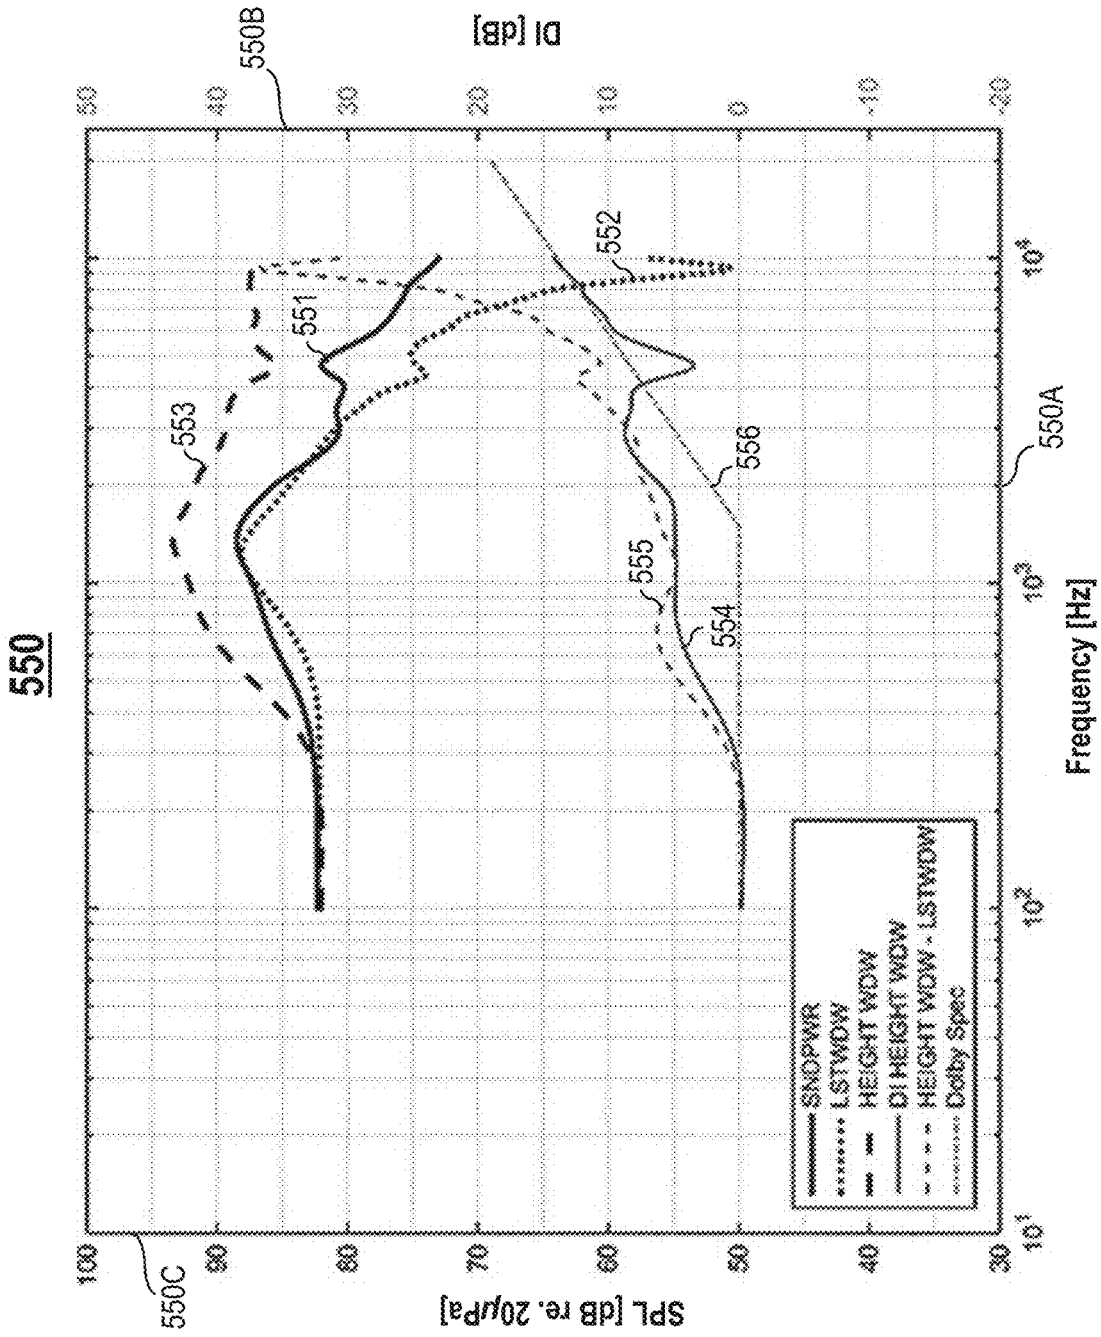 550
550C
550B
SPL [dB re. 20μPa]
DI [dB]
100
90
80
70
60
50
40
30
50
40
30
20
10
0
-10
-20
551
552
553
554
555
556
SNDPWR
LSTWDW
HEIGHT WDW
DI HEIGHT WDW
HEIGHT WDW - LSTWDW
Dolby Spec
10¹
10²
10³
10⁴
Frequency [Hz]
550A